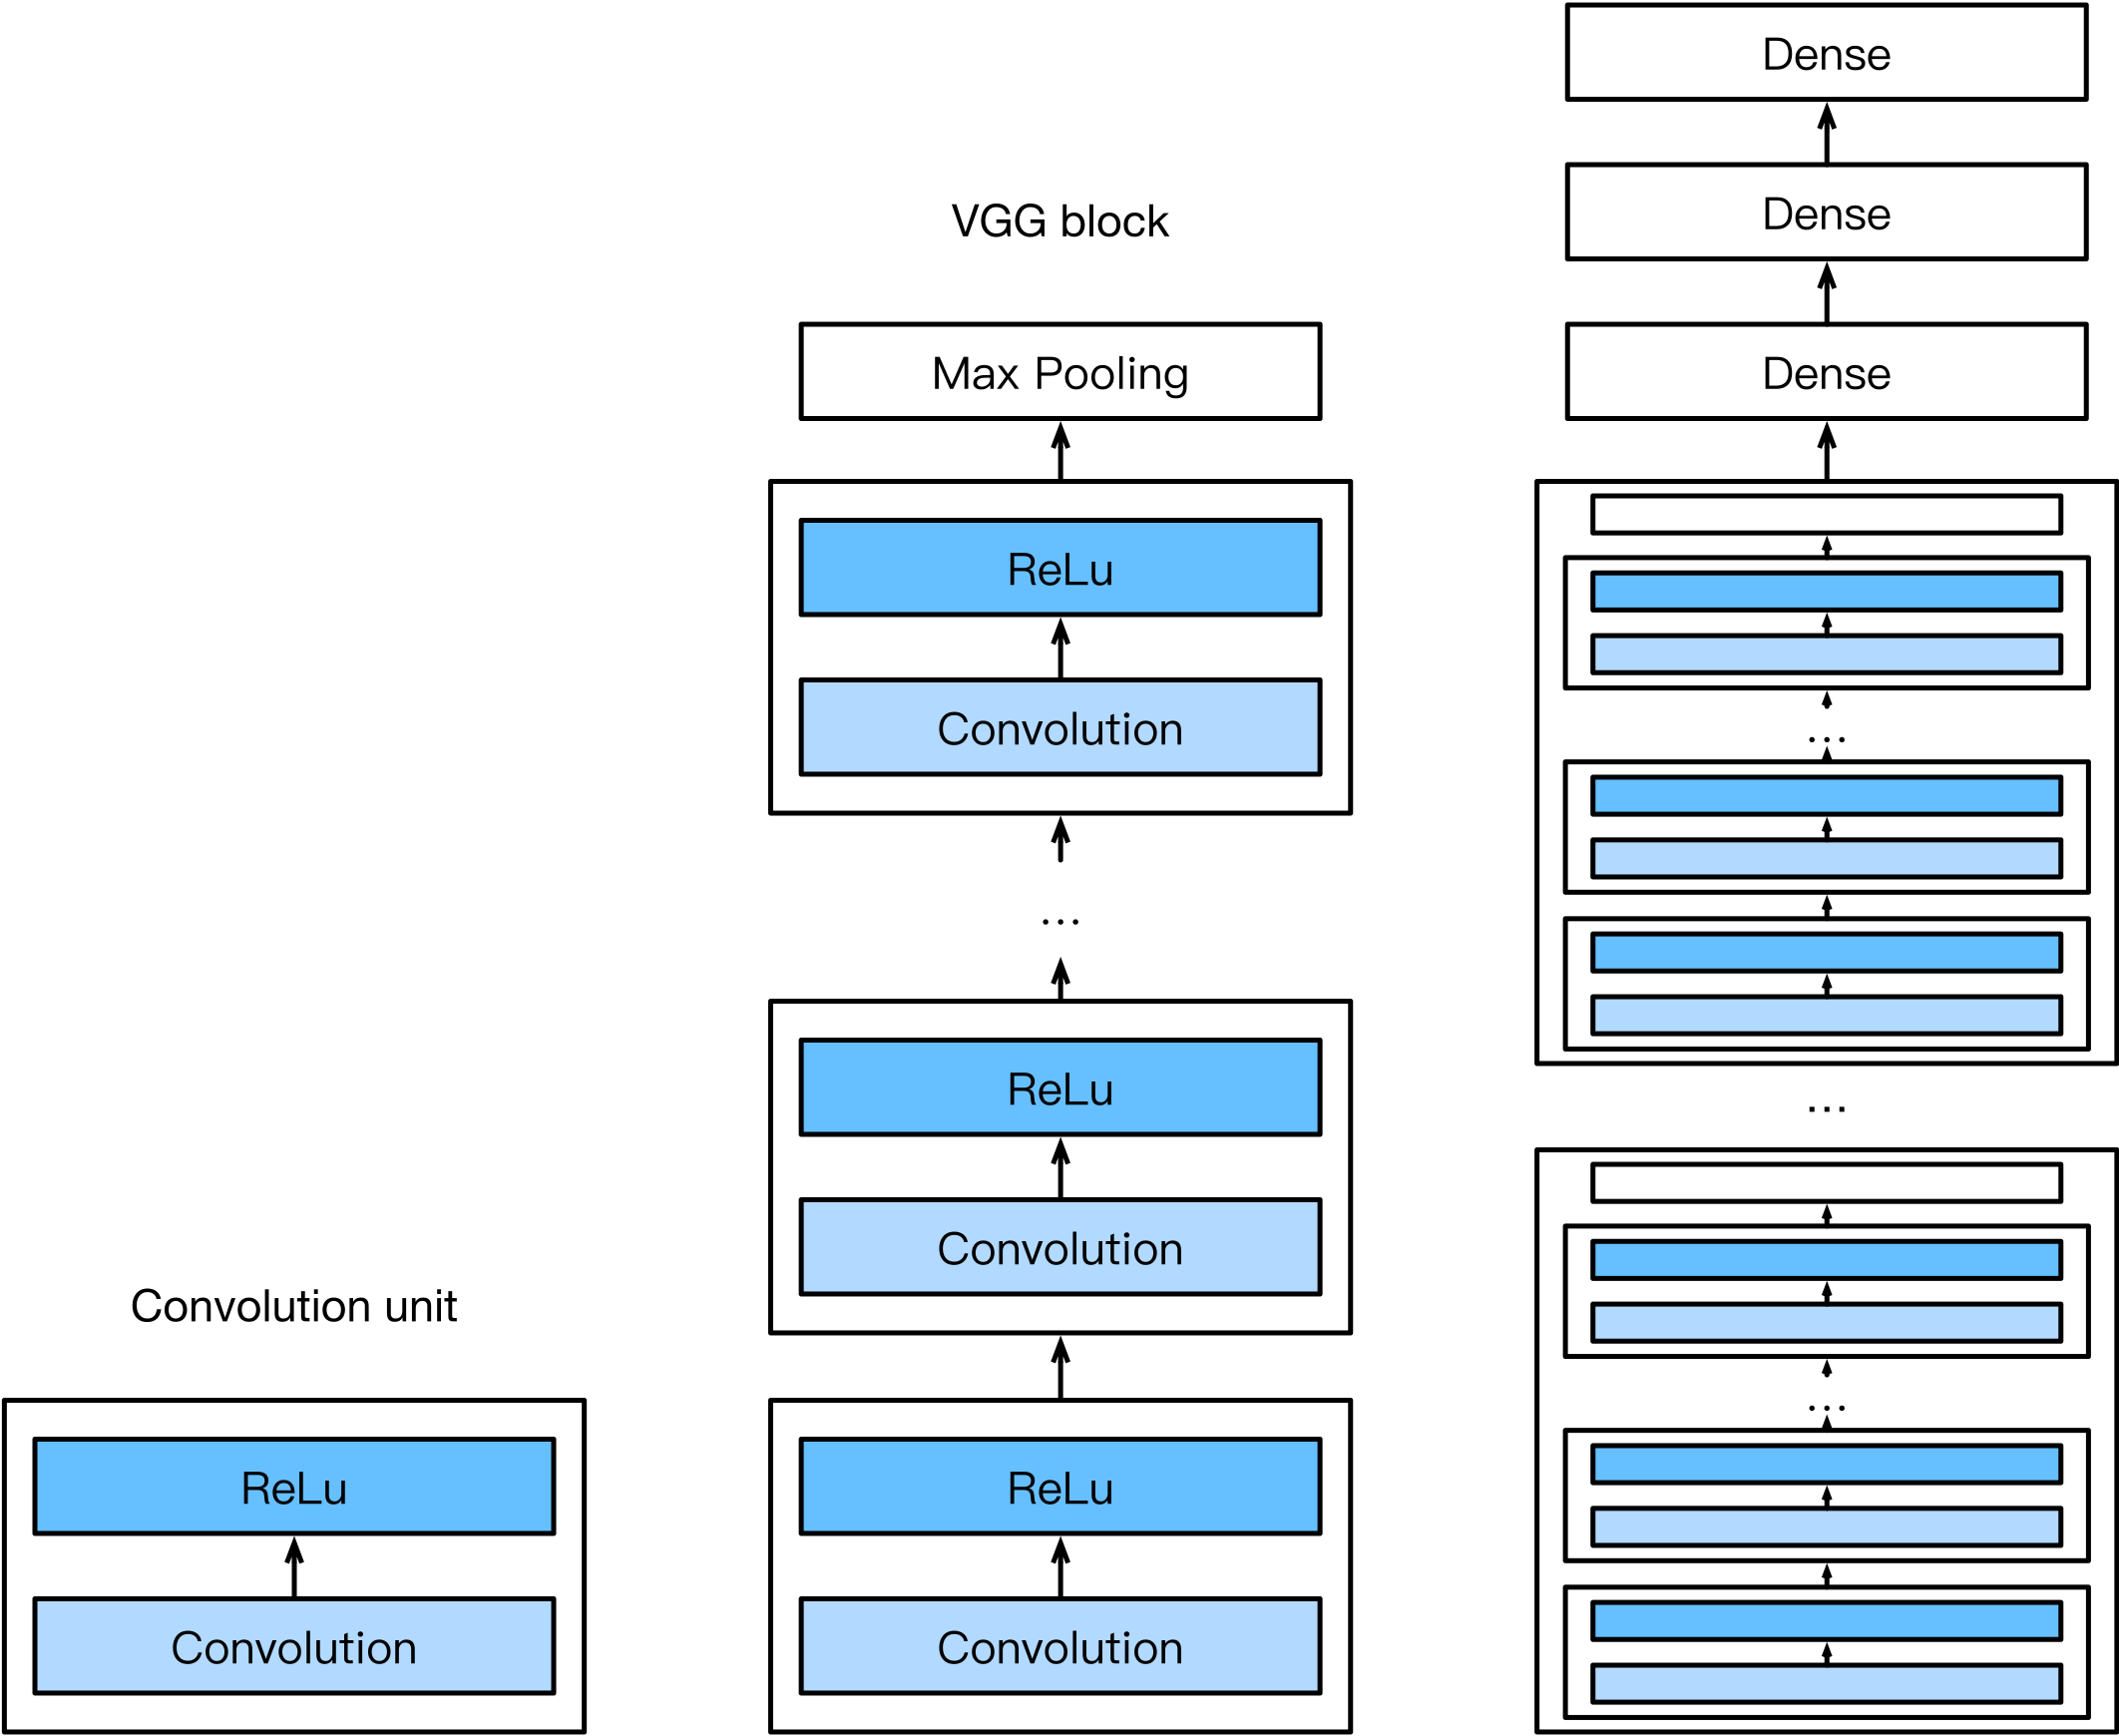 Convolution unit
ReLu
Convolution
VGG block
Max Pooling
ReLu
Convolution
...
ReLu
Convolution
ReLu
Convolution
Dense
Dense
Dense
...
...
...